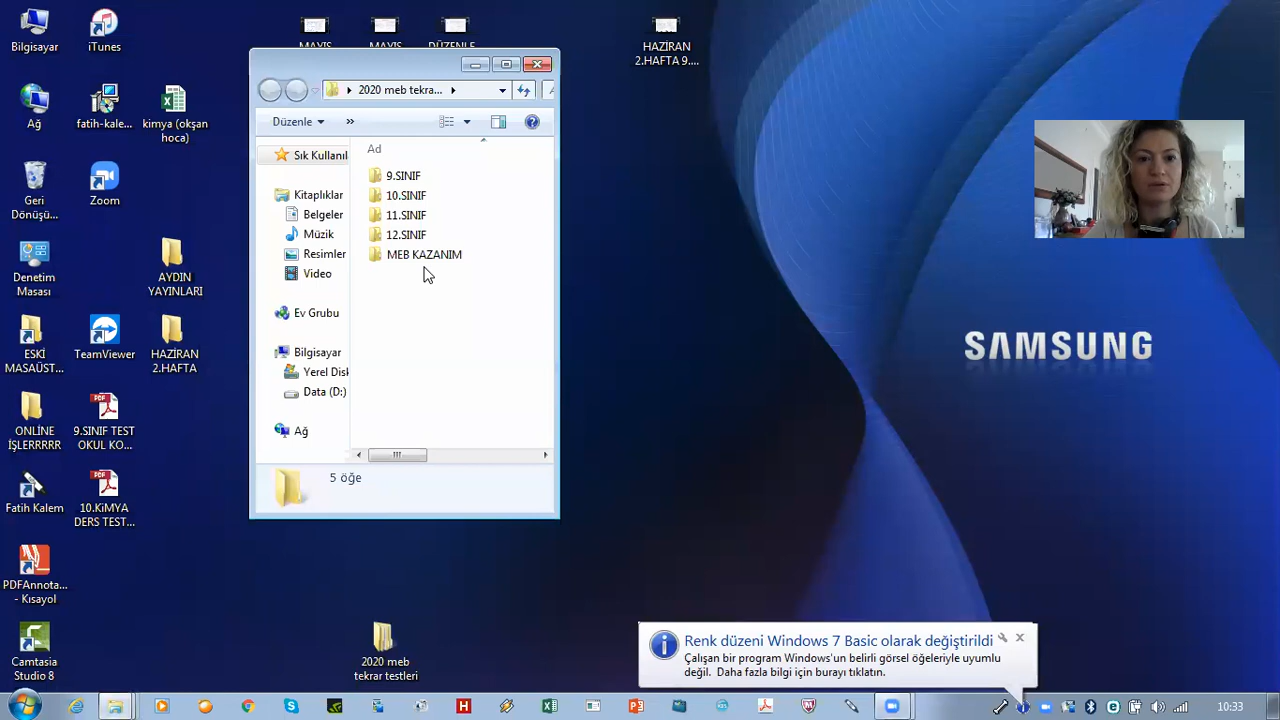 Bilgisayar
iTunes
MAYIS
MAYIS
DÜZENLE
HAZİRAN
2.HAFTA 9....
Ağ
fatih-kale...
kimya (okşan
hoca)
Geri
Dönüşü...
Zoom
Denetim
Masası
AYDIN
YAYINLARI
ESKİ
MASAÜST...
TeamViewer
HAZİRAN
2.HAFTA
ONLİNE
İŞLERRRRR
9.SINIF TEST
OKUL KO...
Fatih Kalem
10.KiMYA
DERS TEST...
PDFAnnota...
- Kısayol
Camtasia
Studio 8
2020 meb
tekrar testleri
2020 meb tekra...
Düzenle
»
Sık Kullanıl
Kitaplıklar
Belgeler
Müzik
Resimler
Video
Ev Grubu
Bilgisayar
Yerel Disk
Data (D:)
Ağ
Ad
9.SINIF
10.SINIF
11.SINIF
12.SINIF
MEB KAZANIM
5 öğe
SAMSUNG
Renk düzeni Windows 7 Basic olarak değiştirildi
Çalışan bir program Windows'un belirli görsel öğeleriyle uyumlu
değil. Daha fazla bilgi için burayı tıklatın.
10:33